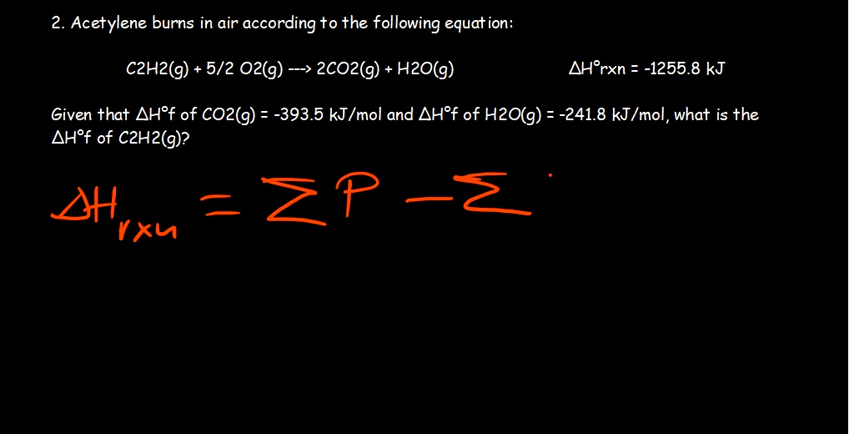 2. Acetylene burns in air according to the following equation:
C2H2(g) + 5/2 O2(g) ---> 2CO2(g) + H2O(g) ΔH°rxn = -1255.8 kJ
Given that ΔH°f of CO2(g) = -393.5 kJ/mol and ΔH°f of H2O(g) = -241.8 kJ/mol, what is the
ΔH°f of C2H2(g)?
ΔH rxn = Σ P - Σ